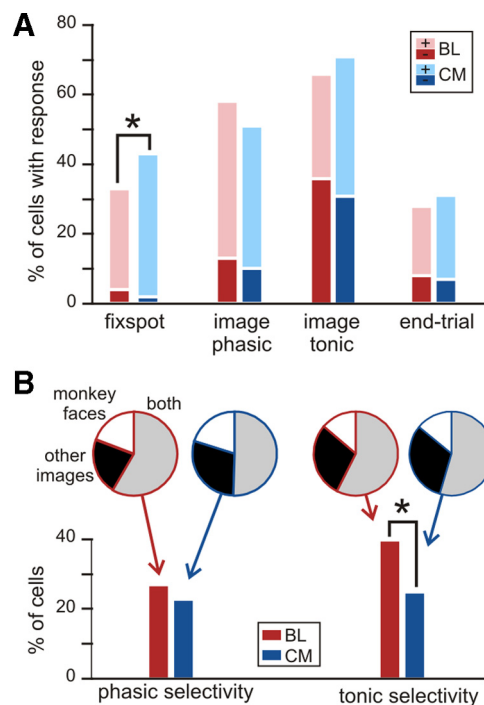 A
80
60
40
20
0
% of cells with response
*
+
- BL
+
- CM
fixspot
image
phasic
image
tonic
end-trial
B
monkey
faces
both
other
images
40
20
0
% of cells
*
BL
CM
phasic selectivity
tonic selectivity